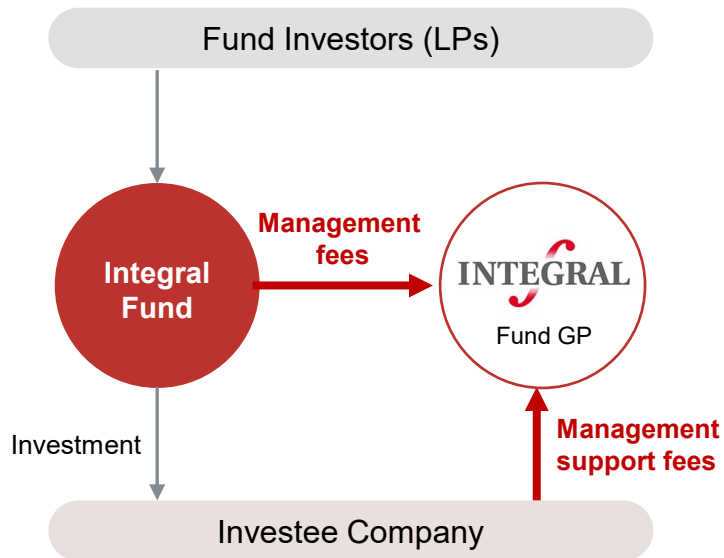 Fund Investors (LPs)
Management
fees
Integral
Fund
INTEGRAL
Fund GP
Investment
Management
support fees
Investee Company